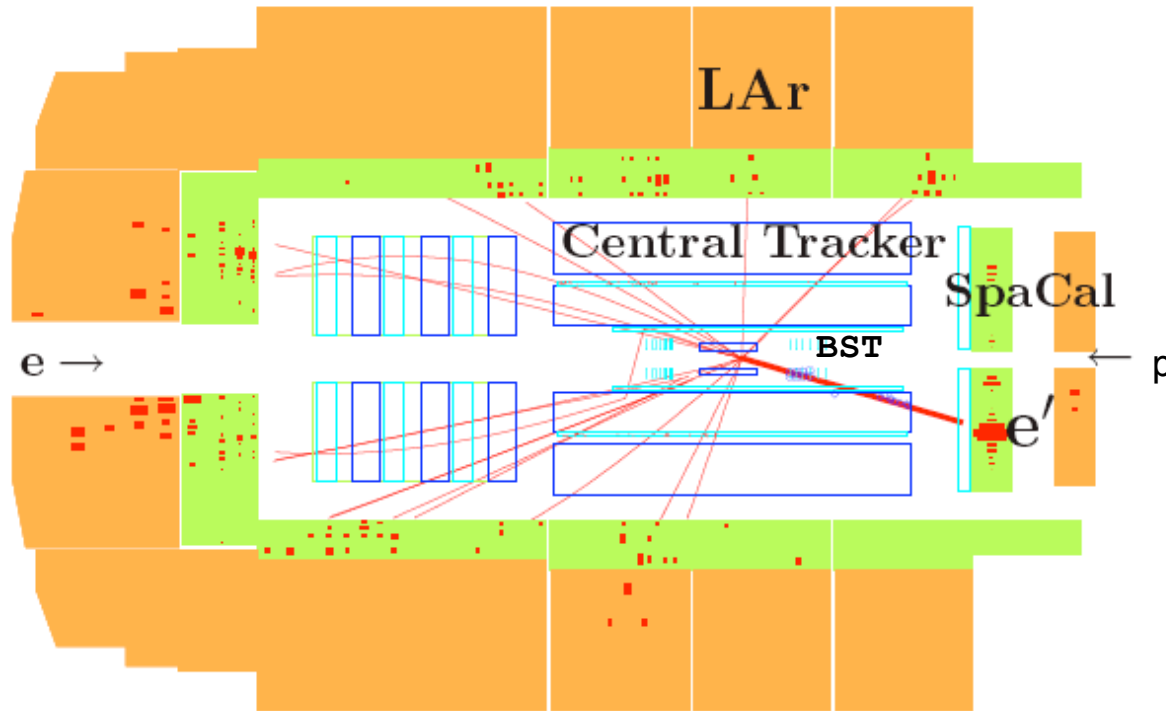 LAr
Central Tracker
SpaCal
BST
e →
← p
e′